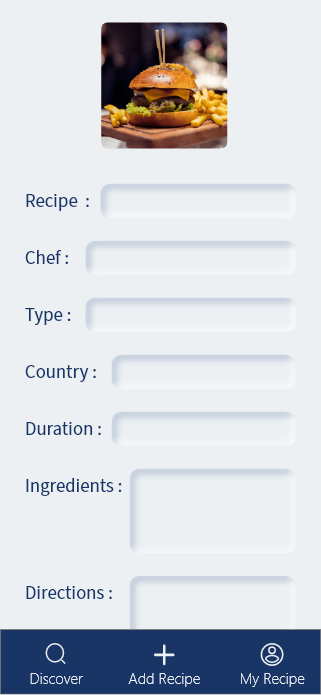 Recipe :
Chef :
Type :
Country :
Duration :
Ingredients :
Directions :
Discover
Add Recipe
My Recipe